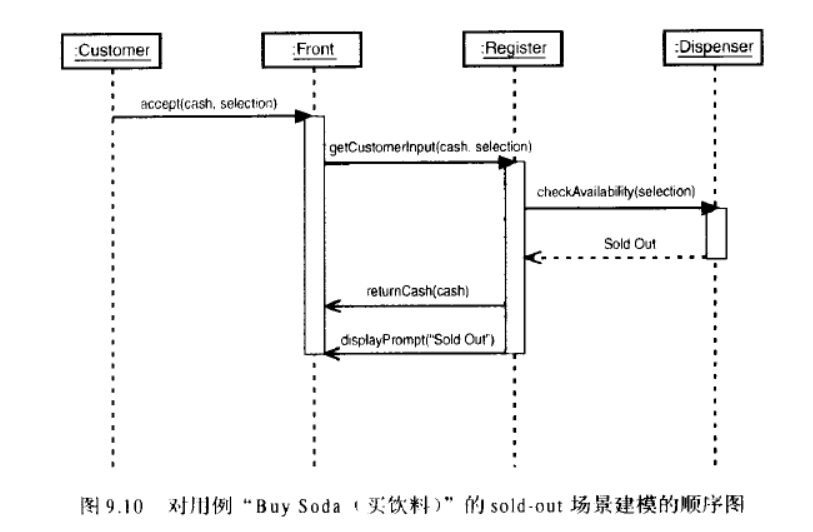 :Customer :Front :Register :Dispenser
accept(cash, selection)
getCustomerInput(cash, selection)
checkAvailability(selection)
Sold Out
returnCash(cash)
displayPrompt("Sold Out")
图 9.10 对用例“Buy Soda（买饮料）”的 sold-out 场景建模的顺序图